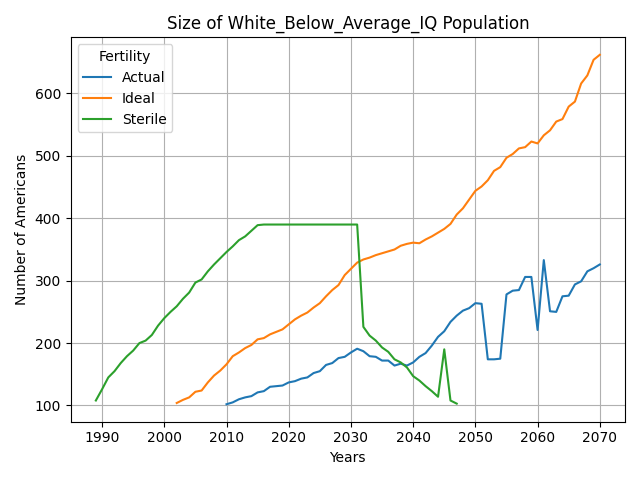 Size of White_Below_Average_IQ Population
Fertility
Actual
Ideal
Sterile
Number of Americans
600
500
400
300
200
100
1990 2000 2010 2020 2030 2040 2050 2060 2070
Years